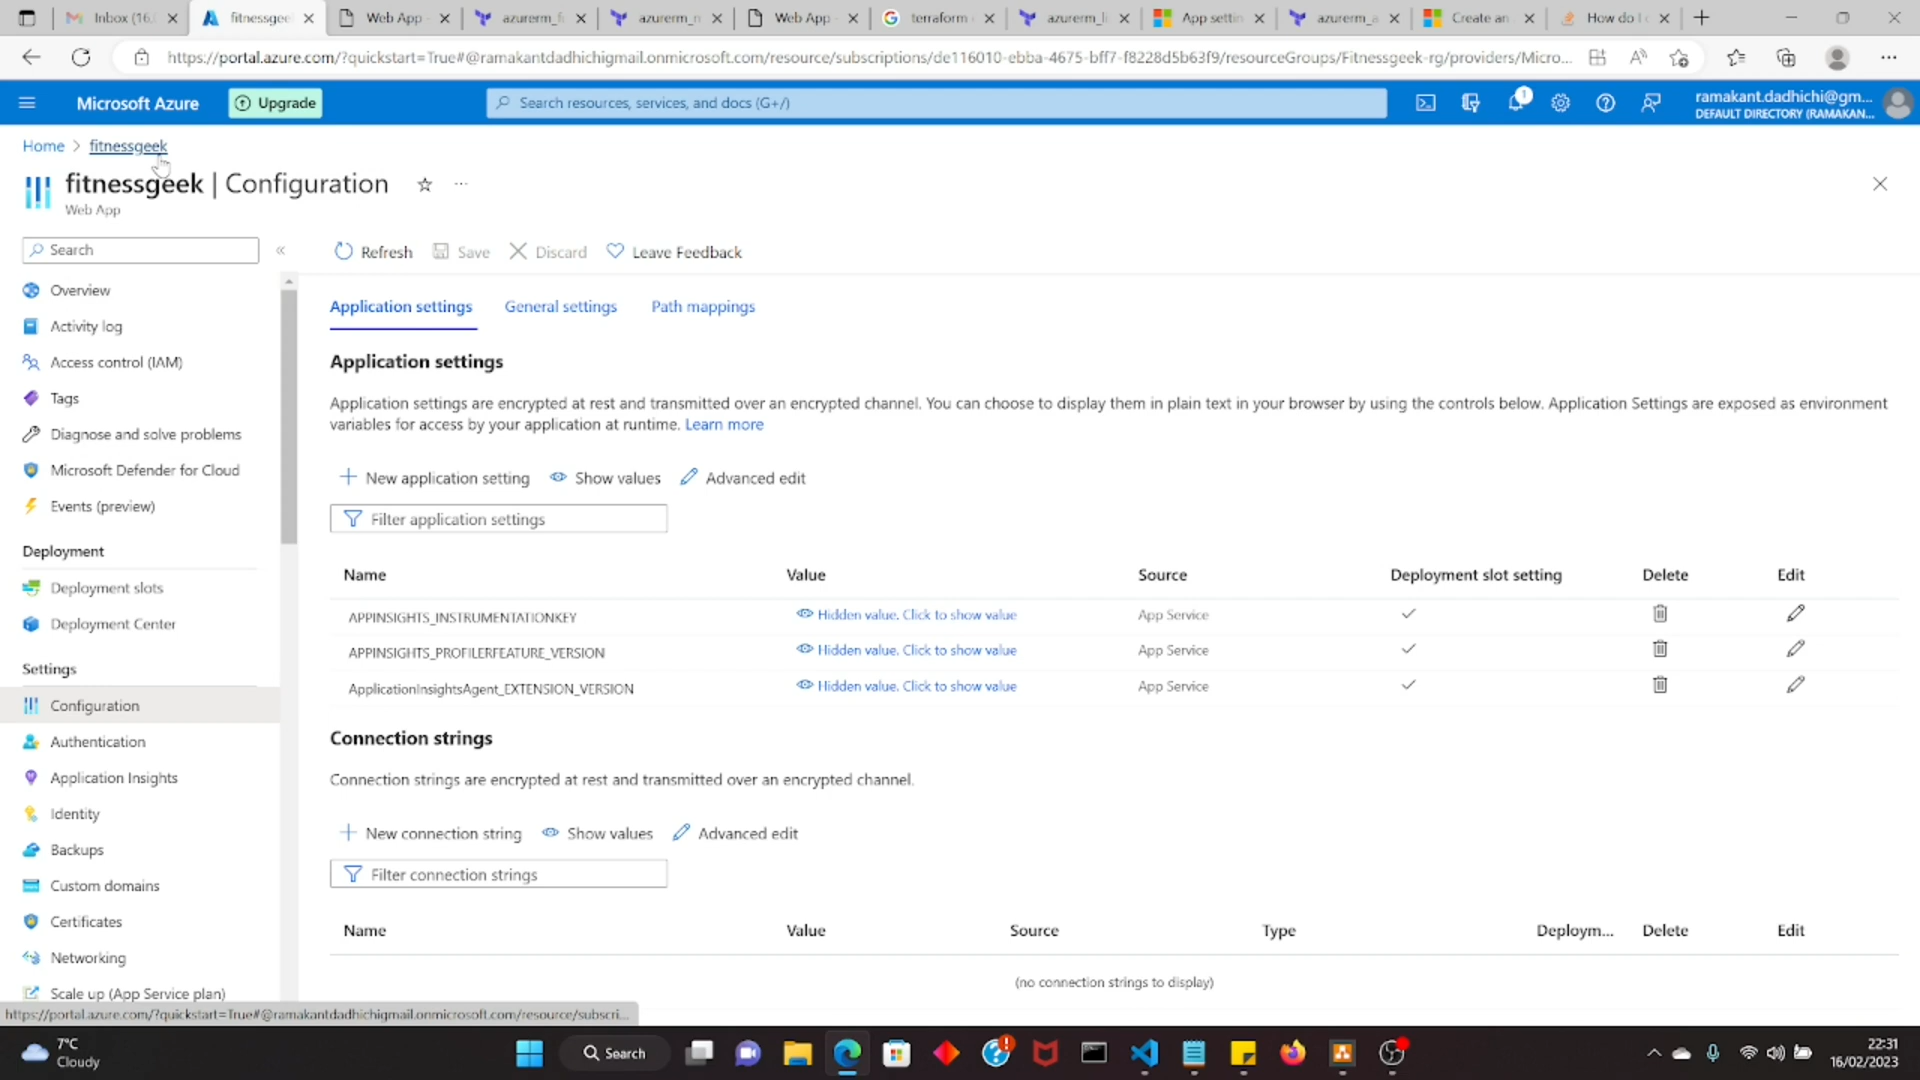 Inbox (16,
fitnessgee
Web App -
azurerm_f
azurerm_r
Web App -
terraform
azurerm_li
App settin
azurerm_a
Create an
How do I c
https://portal.azure.com/?quickstart=True#@ramakantdadhichigmail.onmicrosoft.com/resource/subscriptions/de116010-ebba-4675-bff7-f8228d5b63f9/resourceGroups/Fitnessgeek-rg/providers/Micro...
Microsoft Azure
Upgrade
Search resources, services, and docs (G+/)
1
ramakant.dadhichi@gm...
DEFAULT DIRECTORY (RAMAKAN...
Home > fitnessgeek
fitnessgeek | Configuration
Web App
Search
Refresh
Save
Discard
Leave Feedback
Overview
Activity log
Access control (IAM)
Tags
Diagnose and solve problems
Microsoft Defender for Cloud
Events (preview)
Deployment
Deployment slots
Deployment Center
Settings
Configuration
Authentication
Application Insights
Identity
Backups
Custom domains
Certificates
Networking
Scale up (App Service plan)
Application settings
General settings
Path mappings
Application settings
Application settings are encrypted at rest and transmitted over an encrypted channel. You can choose to display them in plain text in your browser by using the controls below. Application Settings are exposed as environment
variables for access by your application at runtime. Learn more
New application setting
Show values
Advanced edit
Filter application settings
Name Value Source Deployment slot setting Delete Edit
APPINSIGHTS_INSTRUMENTATIONKEY Hidden value. Click to show value App Service
APPINSIGHTS_PROFILERFEATURE_VERSION Hidden value. Click to show value App Service
ApplicationInsightsAgent_EXTENSION_VERSION Hidden value. Click to show value App Service
Connection strings
Connection strings are encrypted at rest and transmitted over an encrypted channel.
New connection string
Show values
Advanced edit
Filter connection strings
Name Value Source Type Deploym... Delete Edit
(no connection strings to display)
https://portal.azure.com/?quickstart=True#@ramakantdadhichigmail.onmicrosoft.com/resource/subscri...
7°C
Cloudy
Search
22:31
16/02/2023